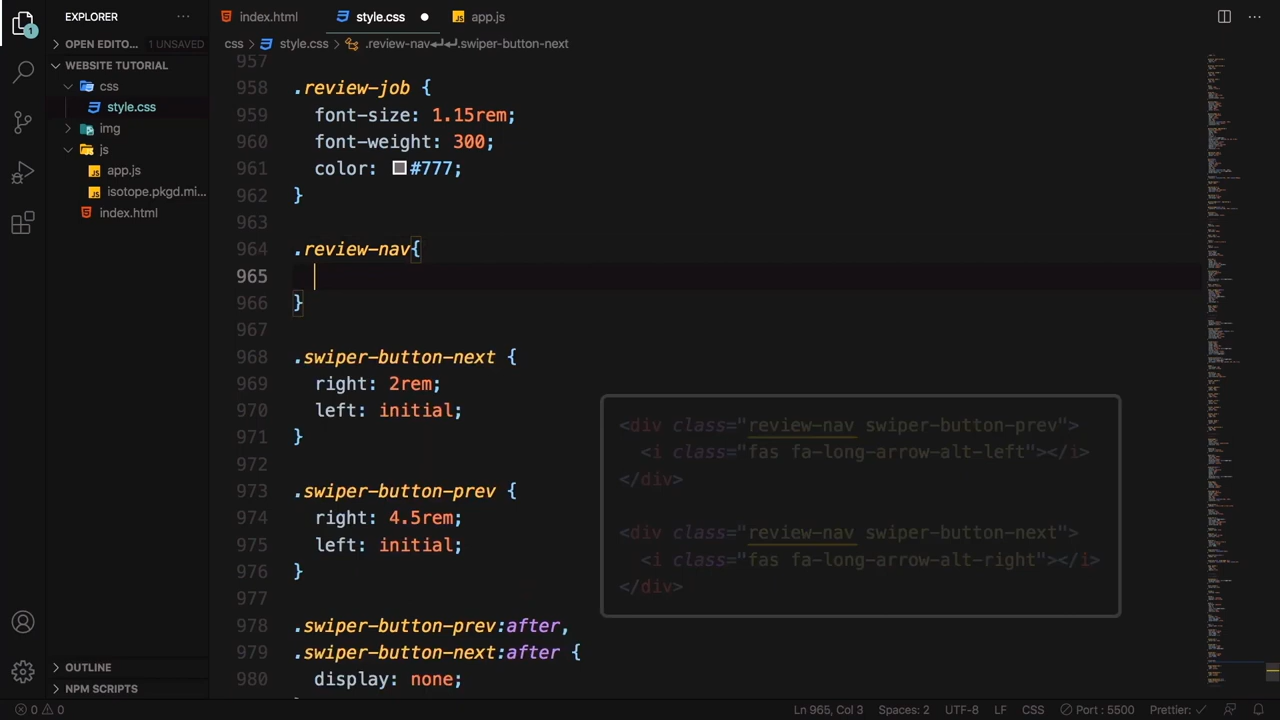 EXPLORER
···
index.html
style.css
app.js
···
1
OPEN EDITO... 1 UNSAVED
css
style.css
.review-nav↵↵.swiper-button-next
WEBSITE TUTORIAL
css
style.css
img
js
app.js
isotope.pkgd.mi...
index.html
957
958 .review-job {
959 font-size: 1.15rem;
960 font-weight: 300;
961 color: #777;
962 }
963
964 .review-nav{
965
966 }
967
968 .swiper-button-next {
969 right: 2rem;
970 left: initial;
971 }
972
973 .swiper-button-prev {
974 right: 4.5rem;
975 left: initial;
976 }
977
978 .swiper-button-prev:after,
979 .swiper-button-next:after {
980 display: none;
<div class="review-nav swiper-button-prev">
<i class="fas fa-long-arrow-alt-left"></i>
</div>
<div class="review-nav swiper-button-next">
<i class="fas fa-long-arrow-alt-right"></i>
</div>
OUTLINE
NPM SCRIPTS
0 0
Ln 965, Col 3
Spaces: 2
UTF-8
LF
CSS
Port : 5500
Prettier: ✓